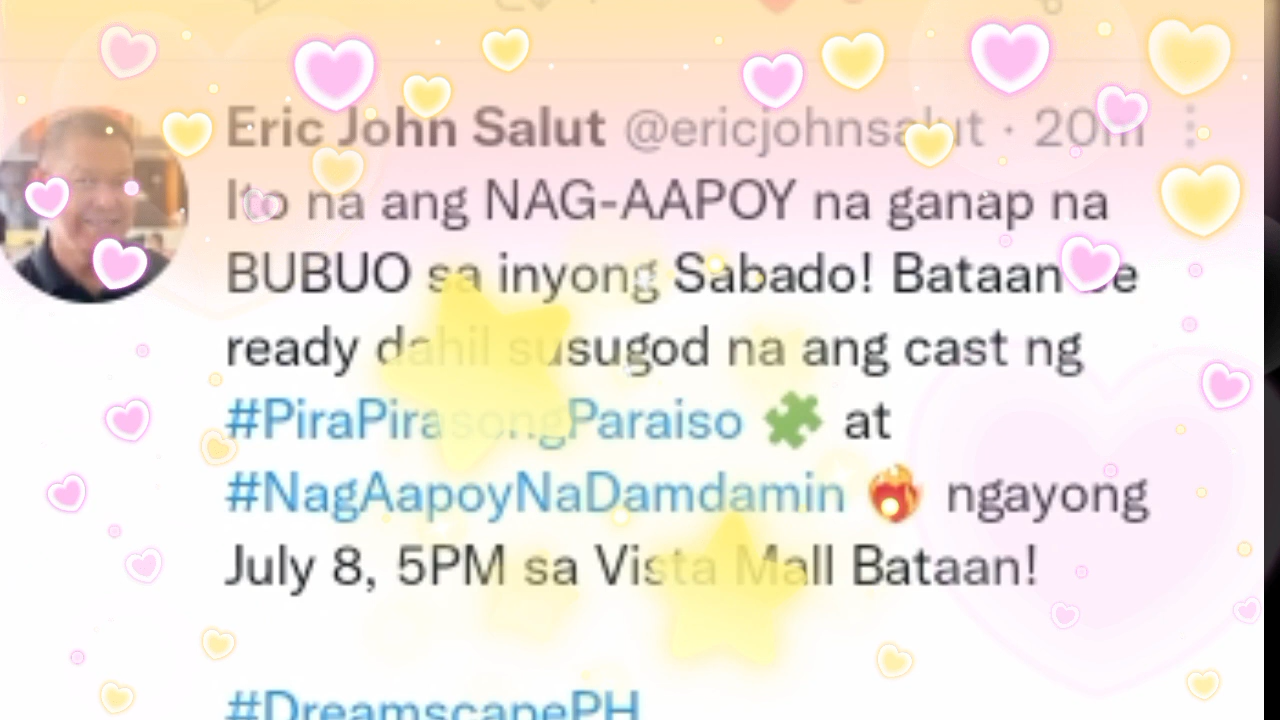 Eric John Salut @ericjohnsalut · 20m
Ito na ang NAG-AAPOY na ganap na
BUBUO sa inyong Sabado! Bataan be
ready dahil susugod na ang cast ng
#PiraPirasongParaiso 🧩 at
#NagAapoyNaDamdamin ❤️‍🔥 ngayong
July 8, 5PM sa Vista Mall Bataan!
#DreamscapePH